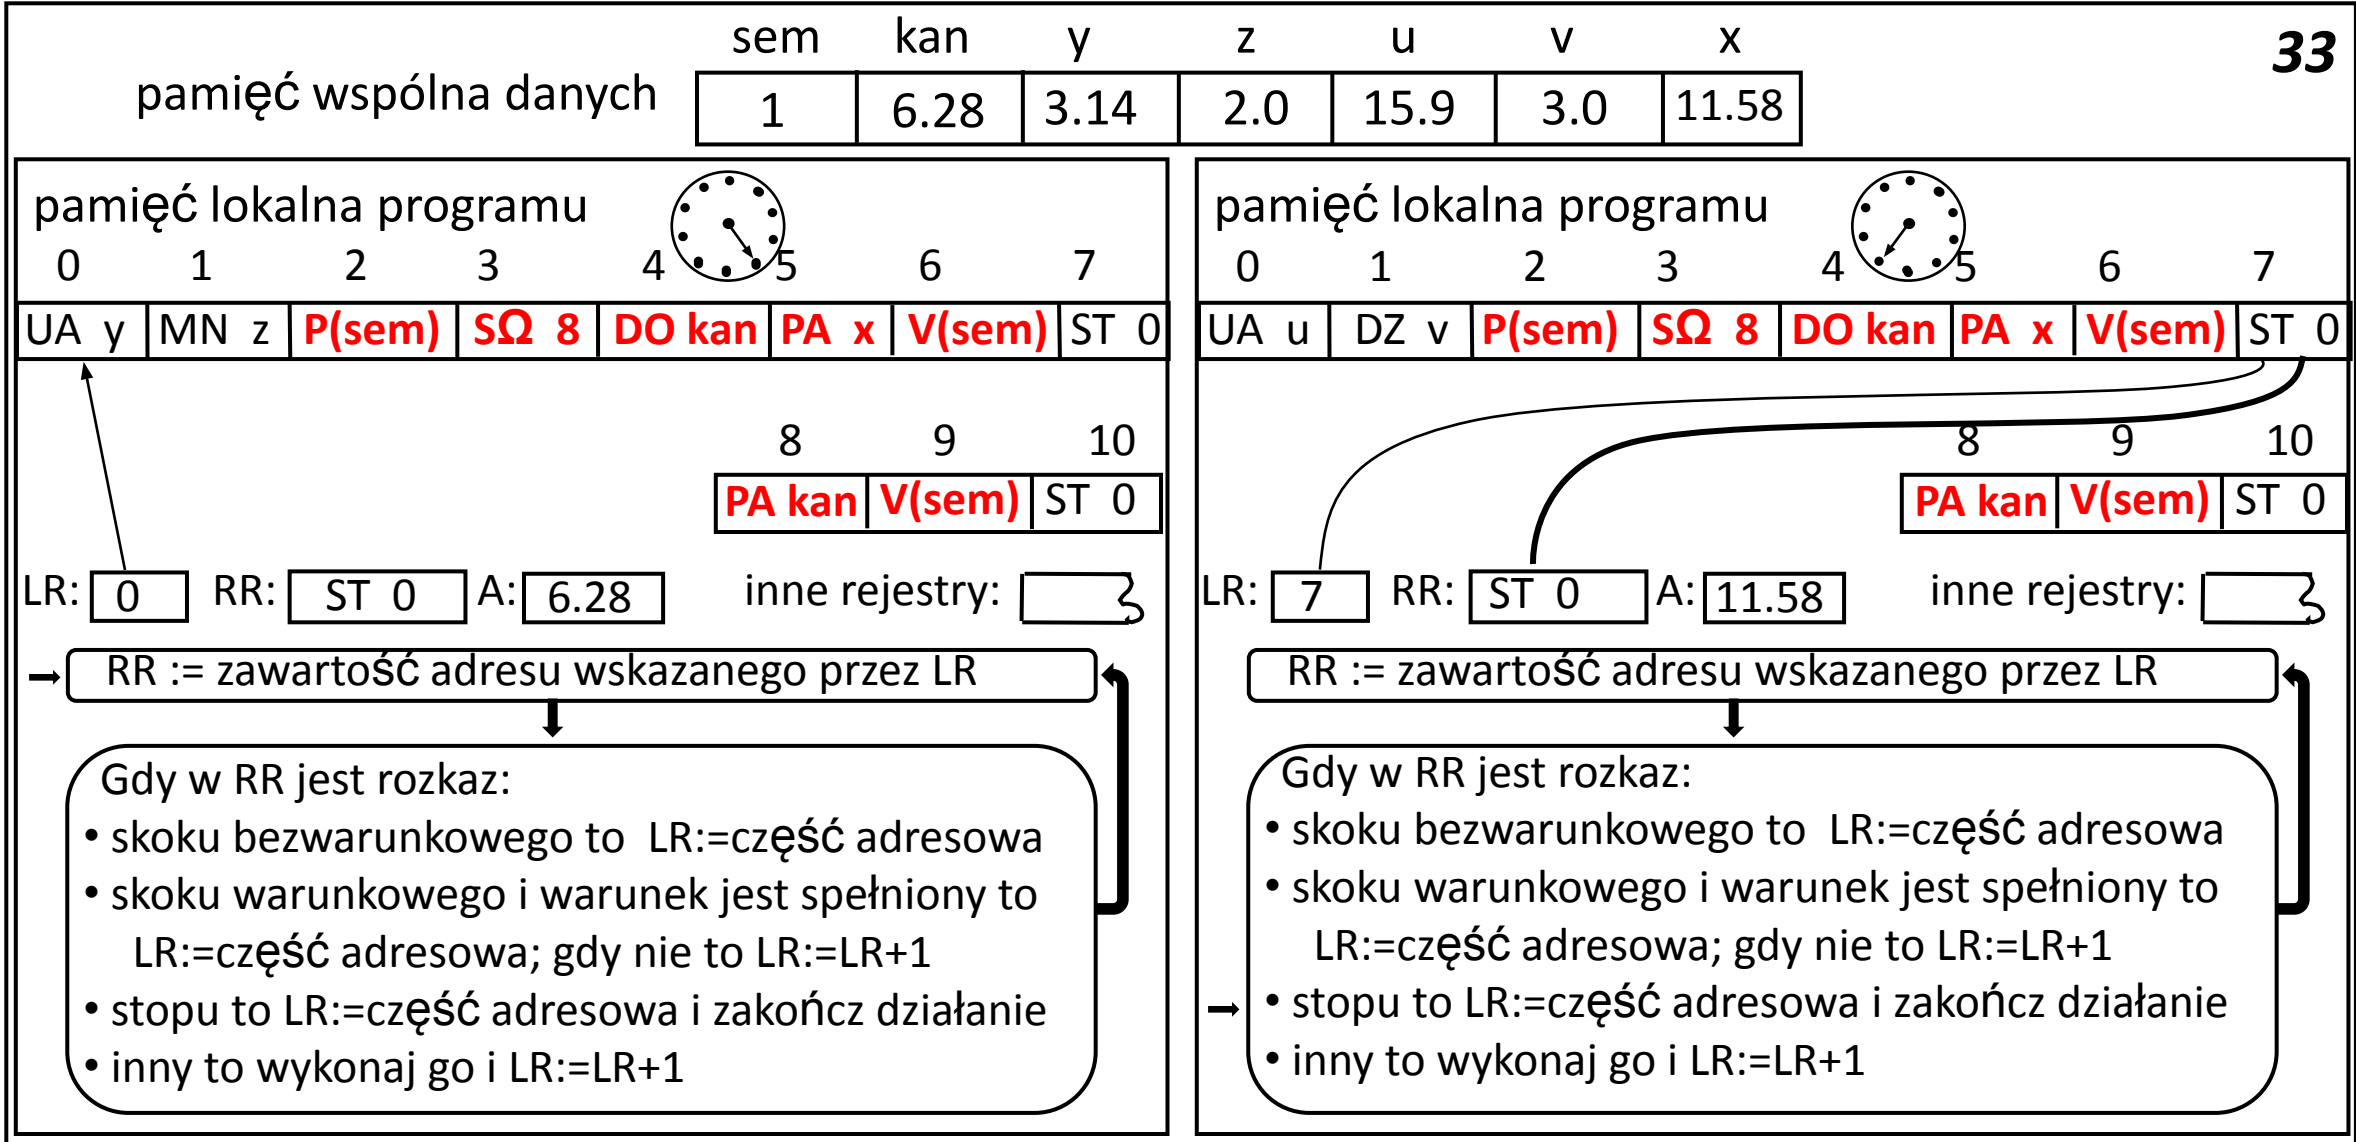 sem kan y z u v x
33
pamięć wspólna danych 1 6.28 3.14 2.0 15.9 3.0 11.58
pamięć lokalna programu
0 1 2 3 4 5 6 7
UA y MN z P(sem) SΩ 8 DO kan PA x V(sem) ST 0
8 9 10
PA kan V(sem) ST 0
LR: 0 RR: ST 0 A: 6.28 inne rejestry:
RR := zawartość adresu wskazanego przez LR
Gdy w RR jest rozkaz:
• skoku bezwarunkowego to LR:=część adresowa
• skoku warunkowego i warunek jest spełniony to
LR:=część adresowa; gdy nie to LR:=LR+1
• stopu to LR:=część adresowa i zakończ działanie
• inny to wykonaj go i LR:=LR+1
pamięć lokalna programu
0 1 2 3 4 5 6 7
UA u DZ v P(sem) SΩ 8 DO kan PA x V(sem) ST 0
8 9 10
PA kan V(sem) ST 0
LR: 7 RR: ST 0 A: 11.58 inne rejestry:
RR := zawartość adresu wskazanego przez LR
Gdy w RR jest rozkaz:
• skoku bezwarunkowego to LR:=część adresowa
• skoku warunkowego i warunek jest spełniony to
LR:=część adresowa; gdy nie to LR:=LR+1
• stopu to LR:=część adresowa i zakończ działanie
• inny to wykonaj go i LR:=LR+1